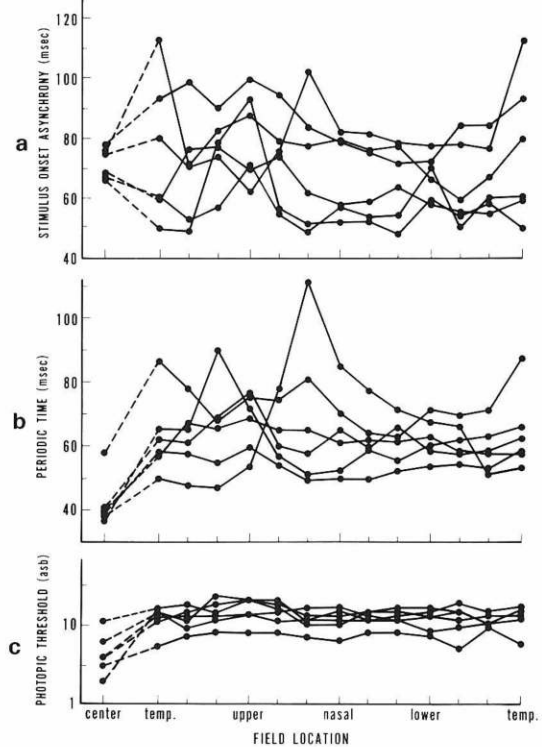 120
100
80
60
40
STIMULUS ONSET ASYNCHRONY (msec)
a
100
80
60
40
PERIODIC TIME (msec)
b
10
1
PHOTOPIC THRESHOLD (asb)
c
center temp. upper nasal lower temp.
FIELD LOCATION